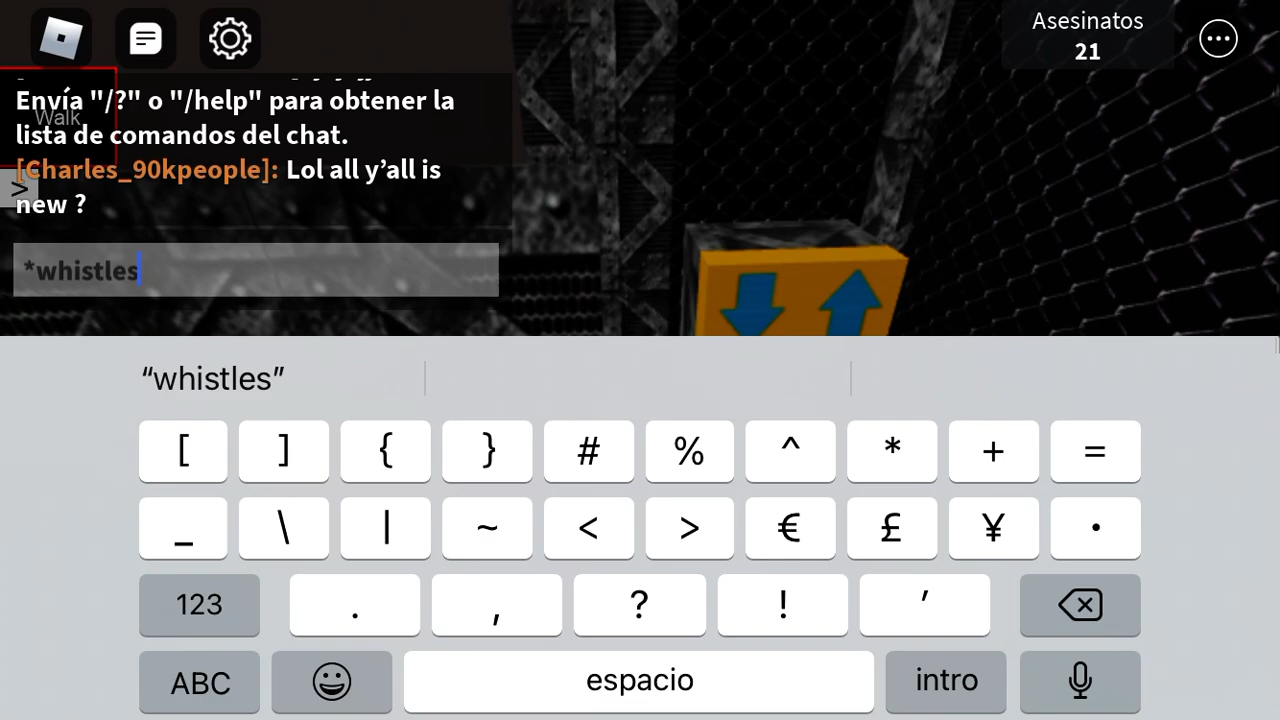 Asesinatos
21
Envía "/?" o "/help" para obtener la
Walk
lista de comandos del chat.
[Charles_90kpeople]: Lol all y’all is
>
new ?
*whistles
“whistles”
[ ] { } # % ^ * + =
_ \ | ~ < > € £ ¥ •
123 . , ? ! ’
ABC espacio intro